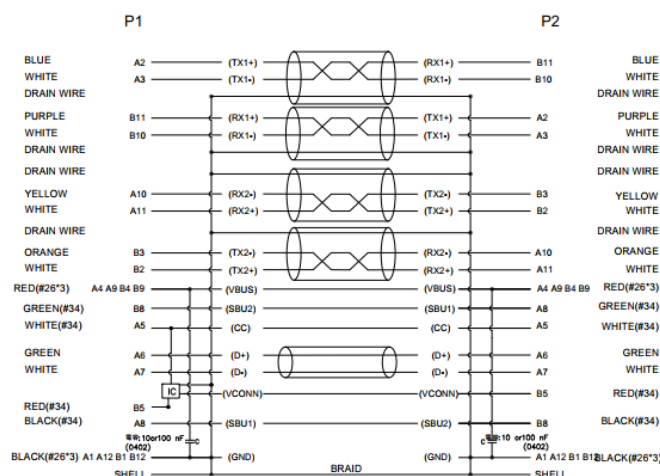 P1 P2
BLUE A2 (TX1+) (RX1+) B11 BLUE
WHITE A3 (TX1-) (RX1-) B10 WHITE
DRAIN WIRE DRAIN WIRE
PURPLE B11 (RX1+) (TX1+) A2 PURPLE
WHITE B10 (RX1-) (TX1-) A3 WHITE
DRAIN WIRE DRAIN WIRE
DRAIN WIRE DRAIN WIRE
YELLOW A10 (RX2-) (TX2-) B3 YELLOW
WHITE A11 (RX2+) (TX2+) B2 WHITE
DRAIN WIRE DRAIN WIRE
ORANGE B3 (TX2-) (RX2-) A10 ORANGE
WHITE B2 (TX2+) (RX2+) A11 WHITE
RED(#26*3) A4 A9 B4 B9 (VBUS) (VBUS) A4 A9 B4 B9 RED(#26*3)
GREEN(#34) B8 (SBU2) (SBU1) A8 GREEN(#34)
WHITE(#34) A5 (CC) (CC) A5 WHITE(#34)
GREEN A6 (D+) (D+) A6 GREEN
WHITE A7 (D-) (D-) A7 WHITE
IC (VCONN) (VCONN) B5 RED(#34)
RED(#34) B5
BLACK(#34) A8 (SBU1) (SBU2) B8 BLACK(#34)
:10or100 nF C C :10 or100 nF
(0402) (0402)
BLACK(#26*3) A1 A12 B1 B12 (GND) (GND) A1 A12 B1 B12 BLACK(#26*3)
SHELL BRAID SHELL